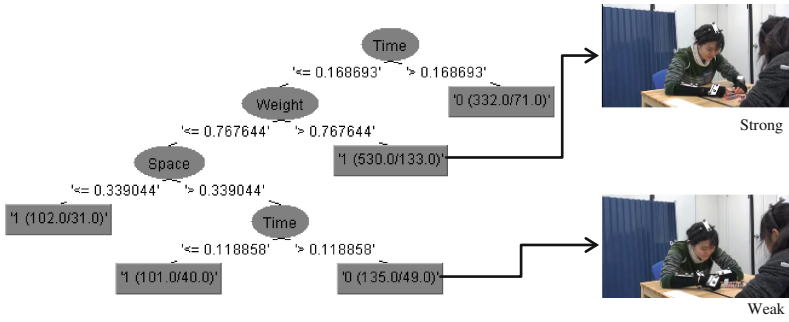 Time
'<= 0.168693' '> 0.168693'
Weight
'0 (332.0/71.0)'
Strong
'<= 0.767644' '> 0.767644'
Space
'1 (530.0/133.0)'
'<= 0.339044' '> 0.339044'
'1 (102.0/31.0)'
Time
'<= 0.118858' '> 0.118858'
'1 (101.0/40.0)'
'0 (135.0/49.0)'
Weak